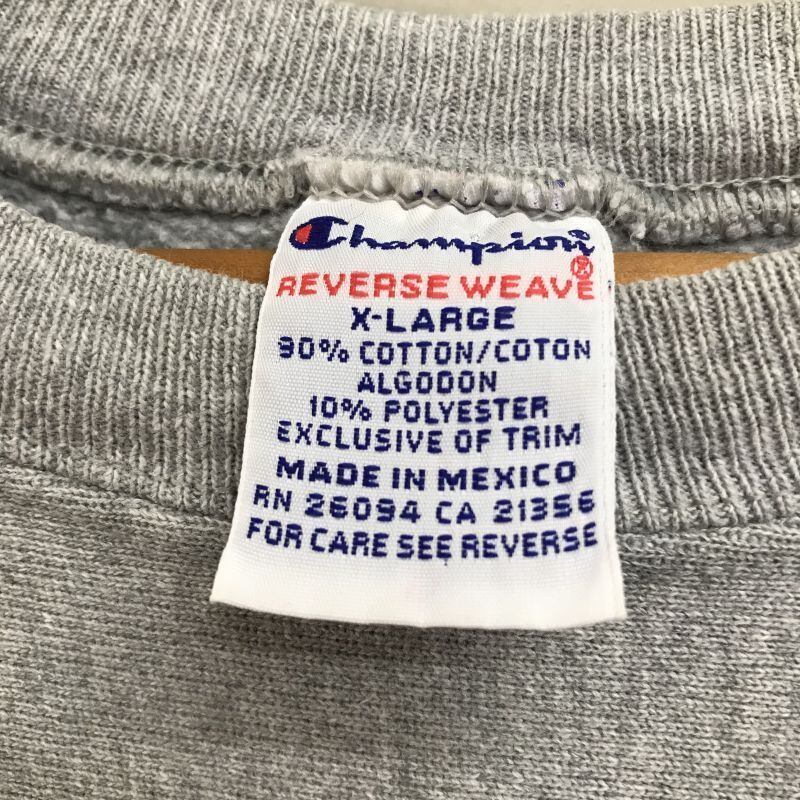 Champion
REVERSE WEAVE®
X-LARGE
90% COTTON/COTON
ALGODON
10% POLYESTER
EXCLUSIVE OF TRIM
MADE IN MEXICO
RN 26094 CA 21356
FOR CARE SEE REVERSE